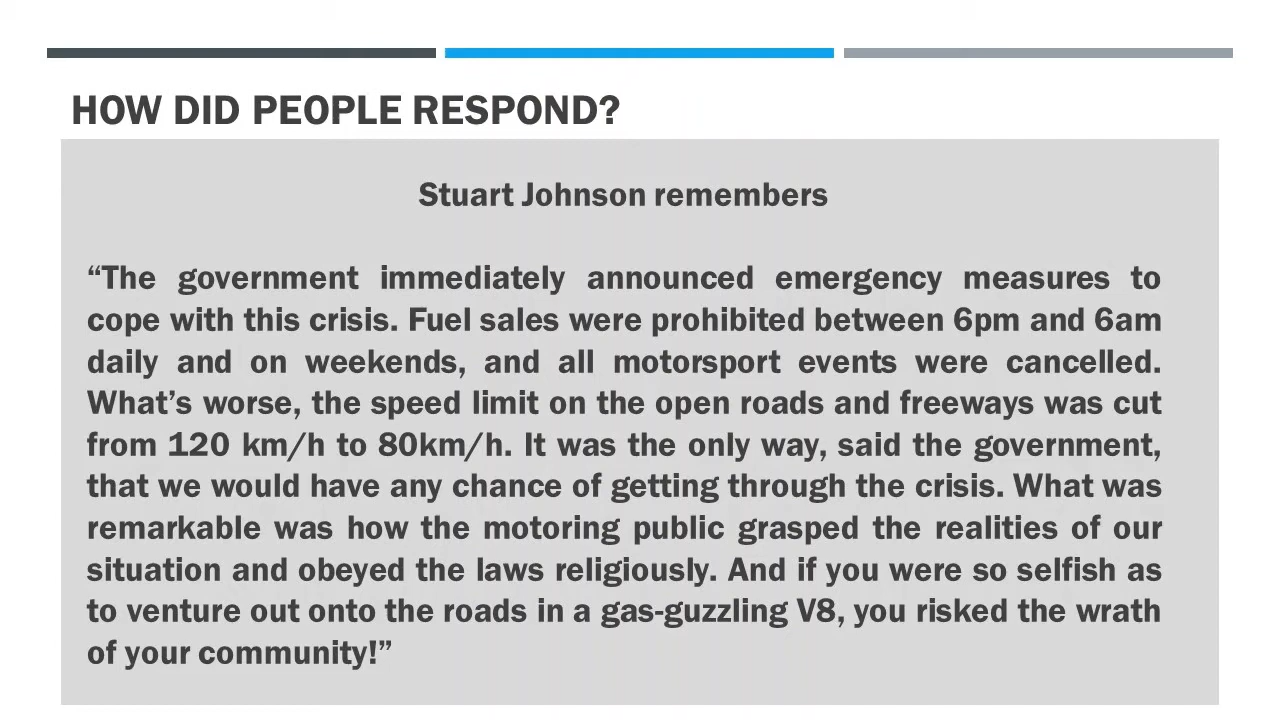 HOW DID PEOPLE RESPOND?
Stuart Johnson remembers
“The government immediately announced emergency measures to
cope with this crisis. Fuel sales were prohibited between 6pm and 6am
daily and on weekends, and all motorsport events were cancelled.
What’s worse, the speed limit on the open roads and freeways was cut
from 120 km/h to 80km/h. It was the only way, said the government,
that we would have any chance of getting through the crisis. What was
remarkable was how the motoring public grasped the realities of our
situation and obeyed the laws religiously. And if you were so selfish as
to venture out onto the roads in a gas-guzzling V8, you risked the wrath
of your community!”